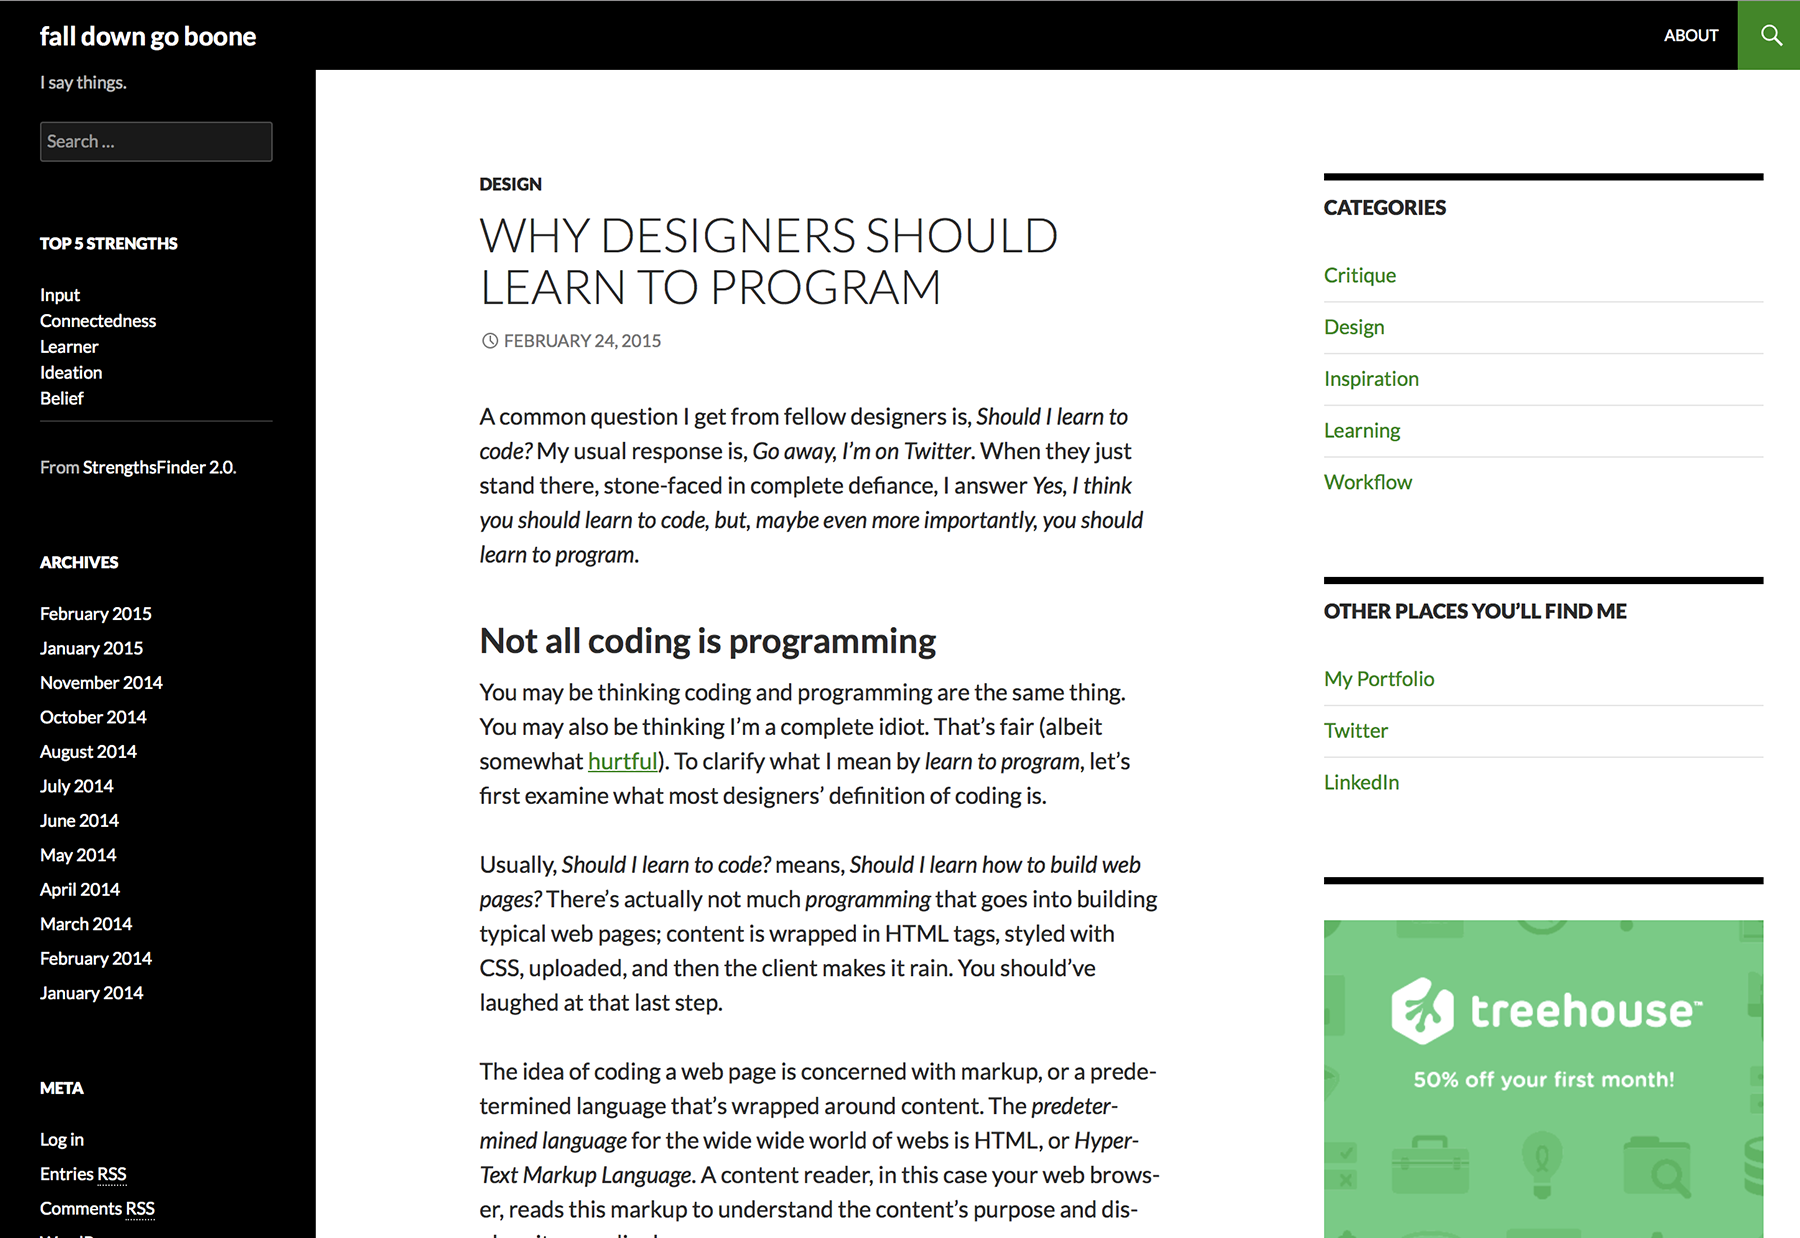 fall down go boone
ABOUT
I say things.
Search ...
TOP 5 STRENGTHS
Input
Connectedness
Learner
Ideation
Belief
From StrengthsFinder 2.0.
ARCHIVES
February 2015
January 2015
November 2014
October 2014
August 2014
July 2014
June 2014
May 2014
April 2014
March 2014
February 2014
January 2014
META
Log in
Entries RSS
Comments RSS
DESIGN
WHY DESIGNERS SHOULD
LEARN TO PROGRAM
FEBRUARY 24, 2015
A common question I get from fellow designers is, Should I learn to
code? My usual response is, Go away, I’m on Twitter. When they just
stand there, stone-faced in complete defiance, I answer Yes, I think
you should learn to code, but, maybe even more importantly, you should
learn to program.
Not all coding is programming
You may be thinking coding and programming are the same thing.
You may also be thinking I’m a complete idiot. That’s fair (albeit
somewhat hurtful). To clarify what I mean by learn to program, let’s
first examine what most designers’ definition of coding is.
Usually, Should I learn to code? means, Should I learn how to build web
pages? There’s actually not much programming that goes into building
typical web pages; content is wrapped in HTML tags, styled with
CSS, uploaded, and then the client makes it rain. You should’ve
laughed at that last step.
The idea of coding a web page is concerned with markup, or a prede-
termined language that’s wrapped around content. The predeter-
mined language for the wide wide world of webs is HTML, or Hyper-
Text Markup Language. A content reader, in this case your web brows-
er, reads this markup to understand the content’s purpose and dis-
CATEGORIES
Critique
Design
Inspiration
Learning
Workflow
OTHER PLACES YOU’LL FIND ME
My Portfolio
Twitter
LinkedIn
treehouse™
50% off your first month!